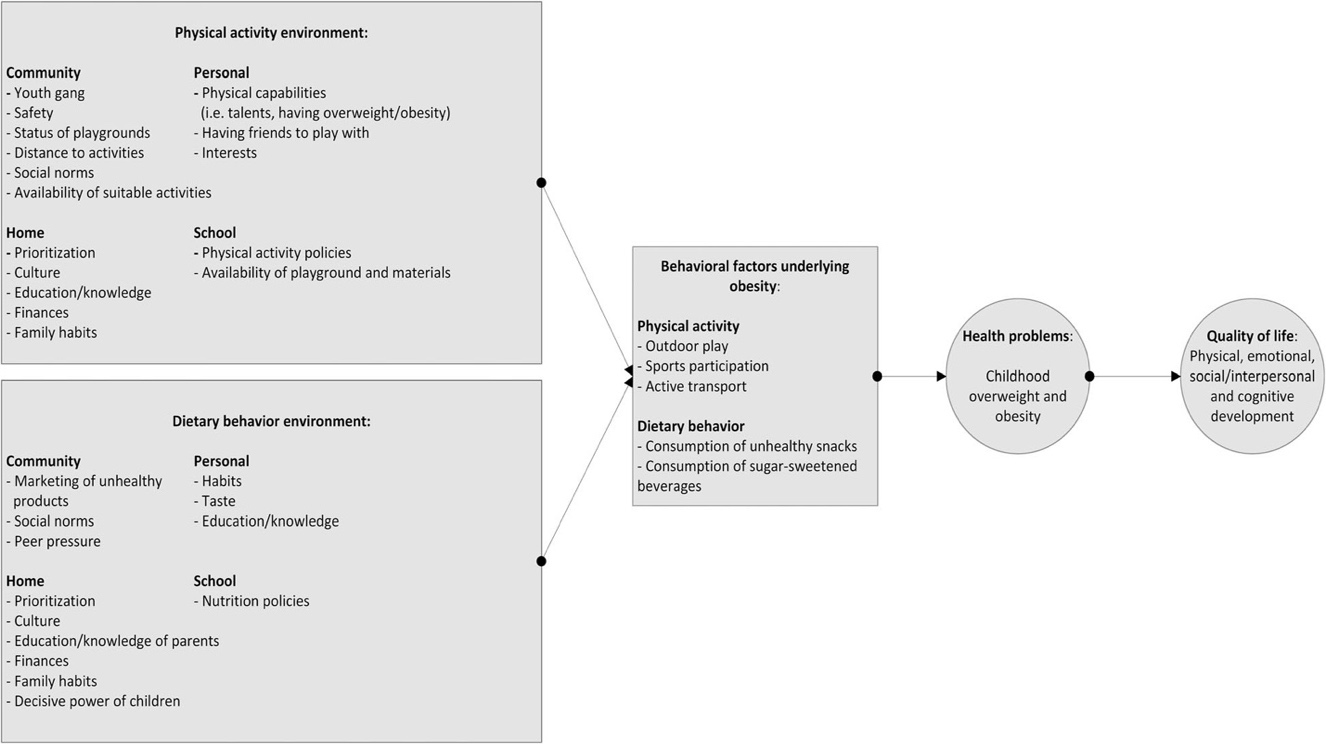 Physical activity environment:
Community
- Youth gang
- Safety
- Status of playgrounds
- Distance to activities
- Social norms
- Availability of suitable activities
Personal
- Physical capabilities
(i.e. talents, having overweight/obesity)
- Having friends to play with
- Interests
Home
- Prioritization
- Culture
- Education/knowledge
- Finances
- Family habits
School
- Physical activity policies
- Availability of playground and materials
Dietary behavior environment:
Community
- Marketing of unhealthy
products
- Social norms
- Peer pressure
Personal
- Habits
- Taste
- Education/knowledge
Home
- Prioritization
- Culture
- Education/knowledge of parents
- Finances
- Family habits
- Decisive power of children
School
- Nutrition policies
Behavioral factors underlying
obesity:
Physical activity
- Outdoor play
- Sports participation
- Active transport
Dietary behavior
- Consumption of unhealthy snacks
- Consumption of sugar-sweetened
beverages
Health problems:
Childhood
overweight and
obesity
Quality of life:
Physical, emotional,
social/interpersonal
and cognitive
development